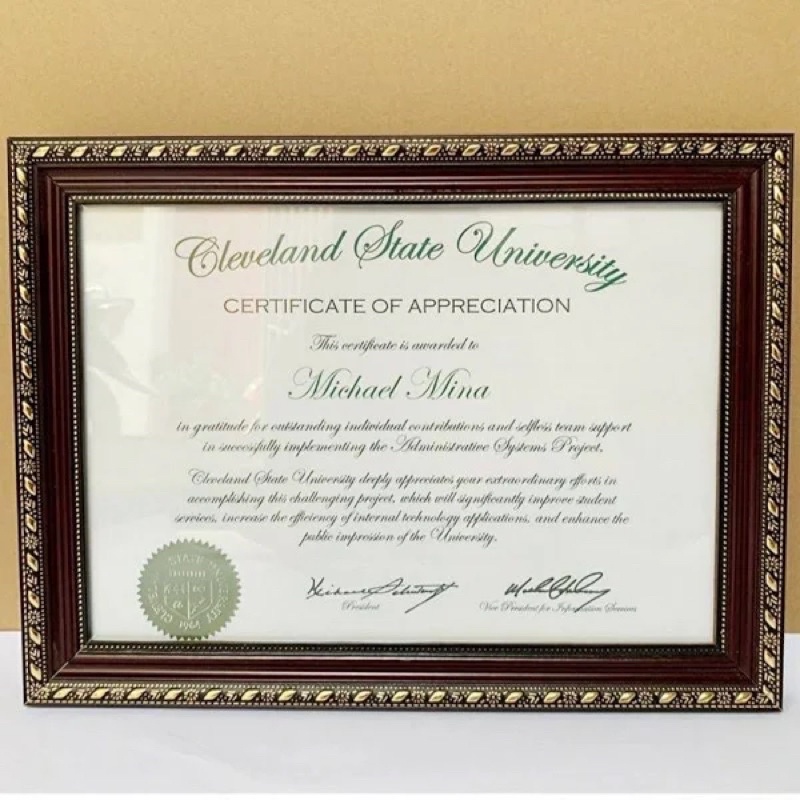 Cleveland State University
CERTIFICATE OF APPRECIATION
This certificate is awarded to
Michael Mina
in gratitude for outstanding individual contributions and selfless team support
in successfully implementing the Administrative Systems Project.
Cleveland State University deeply appreciates your extraordinary efforts in
accomplishing this challenging project, which will significantly improve student
services, increase the efficiency of internal technology applications, and enhance the
public impression of the University.
President
Vice President for Information Services